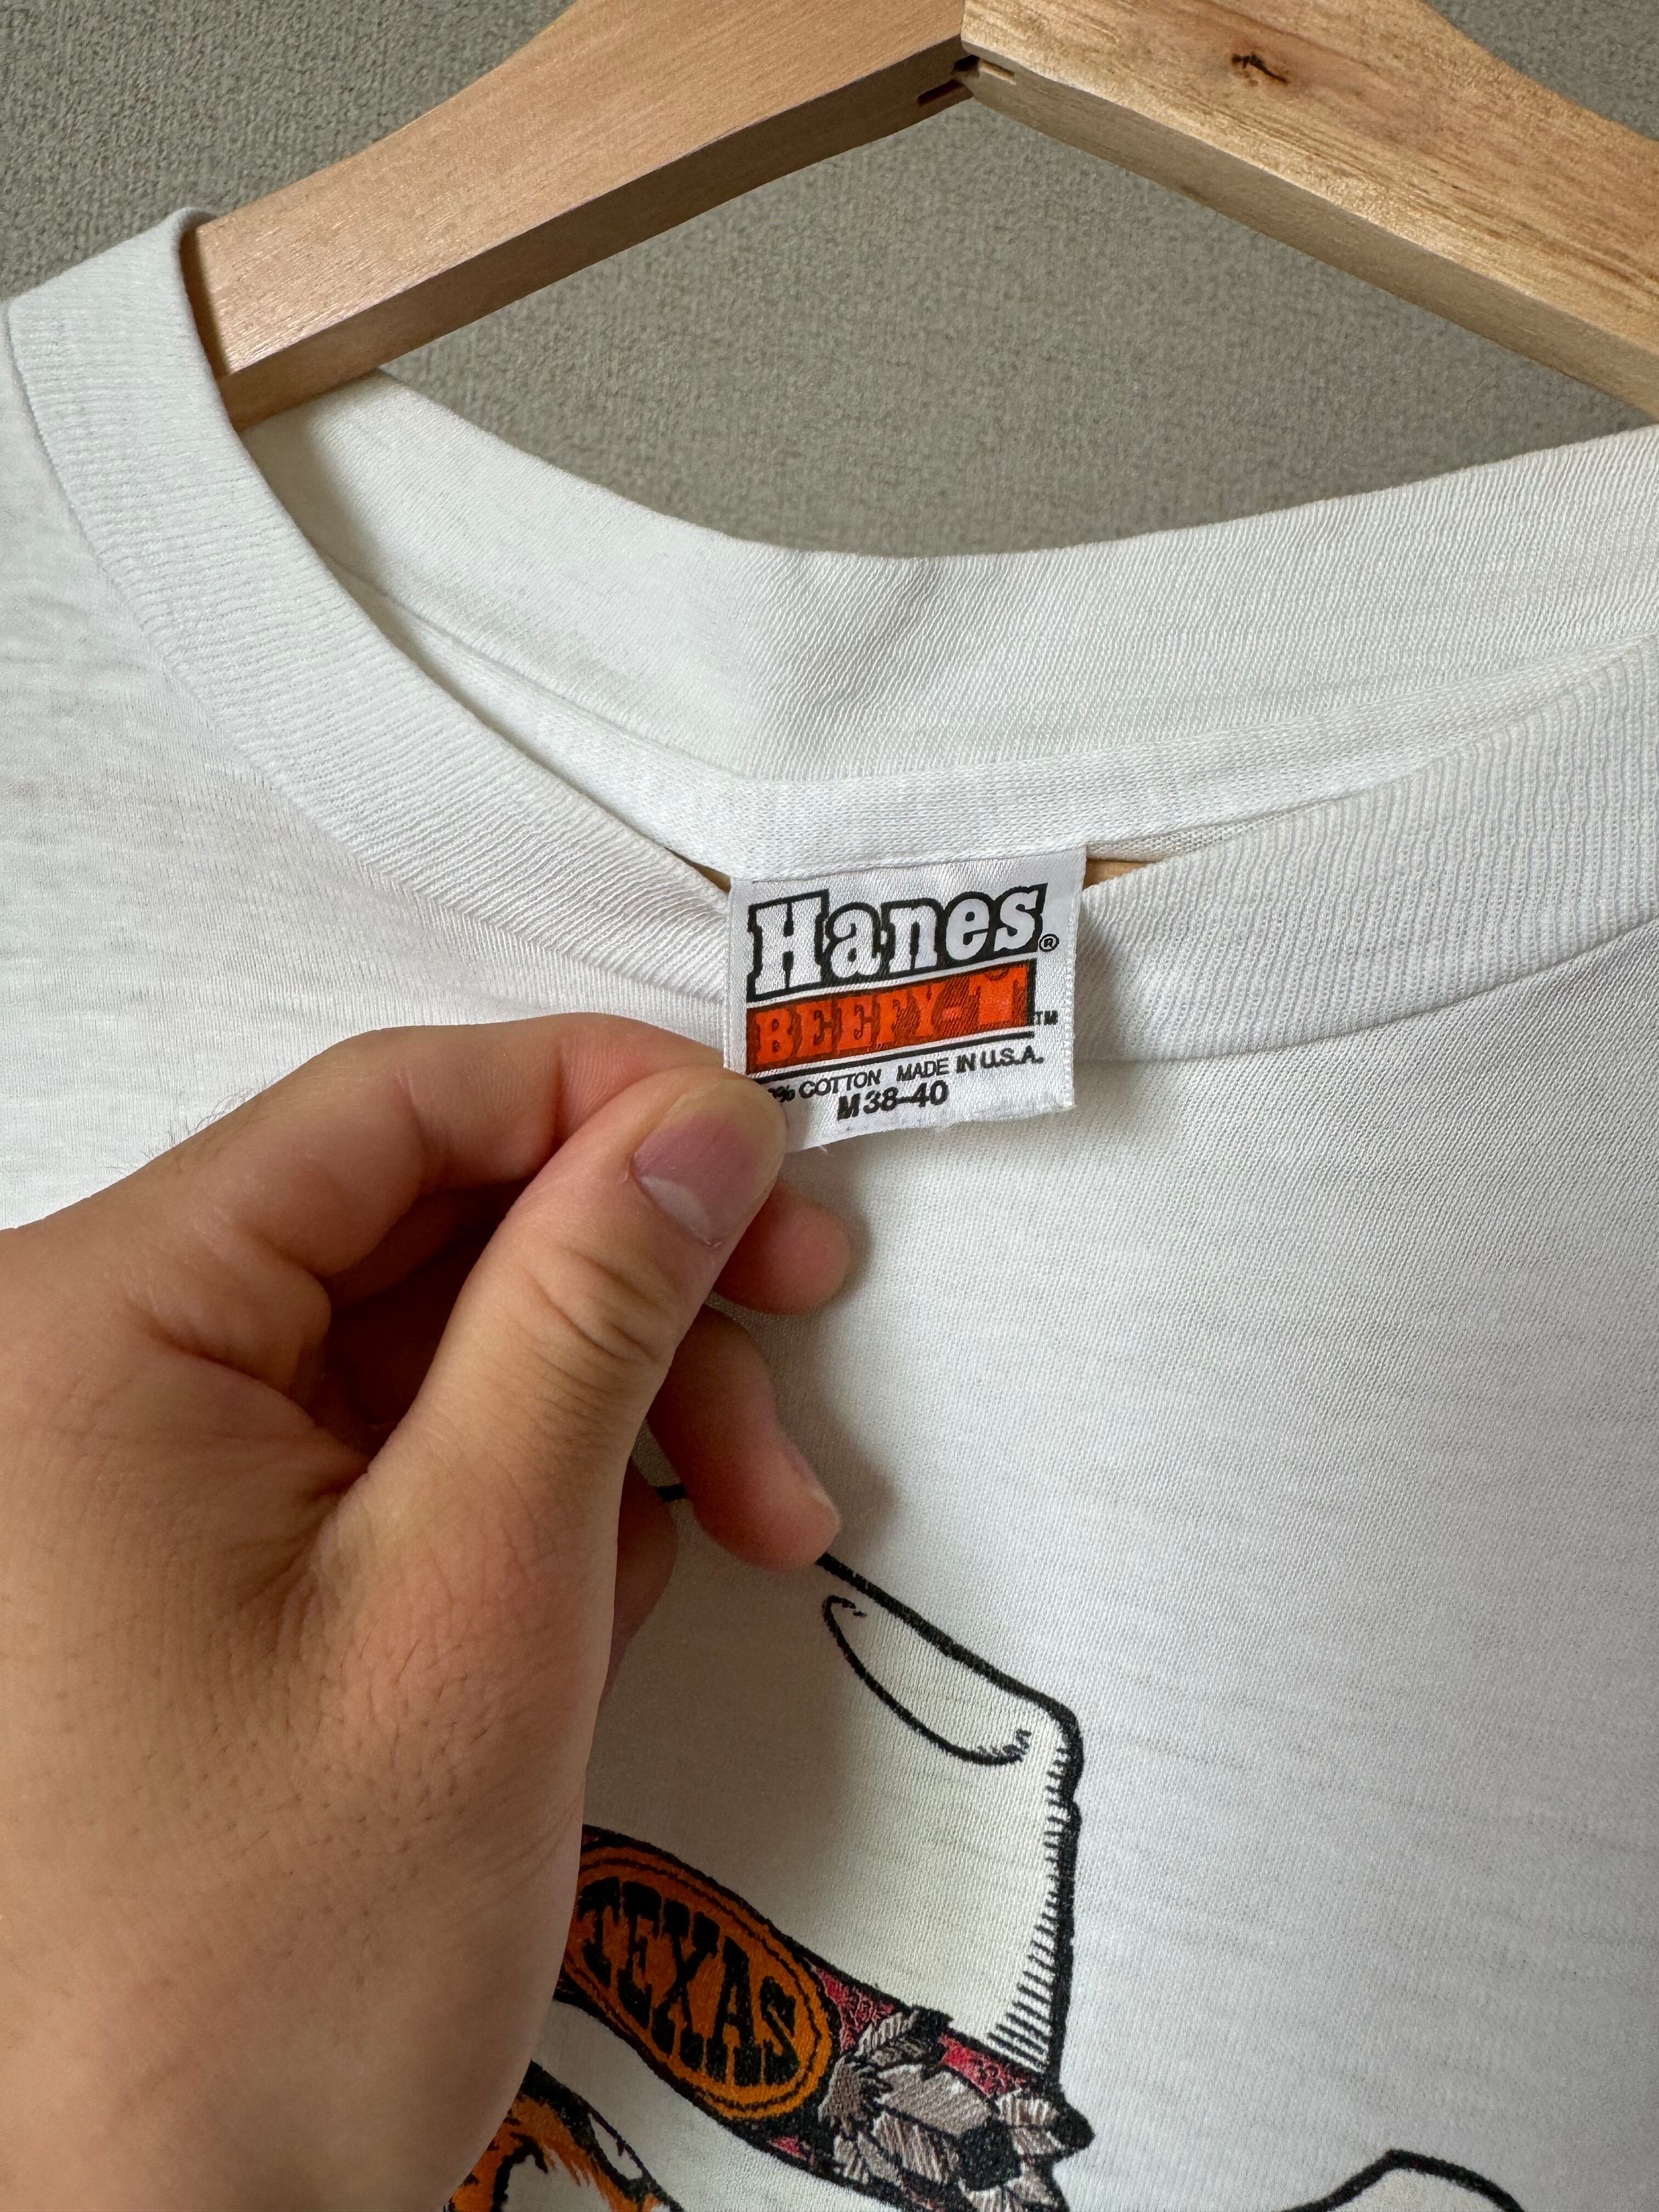 Hanes®
BEEFY-T™
% COTTON MADE IN U.S.A.
M 38-40
TEXAS